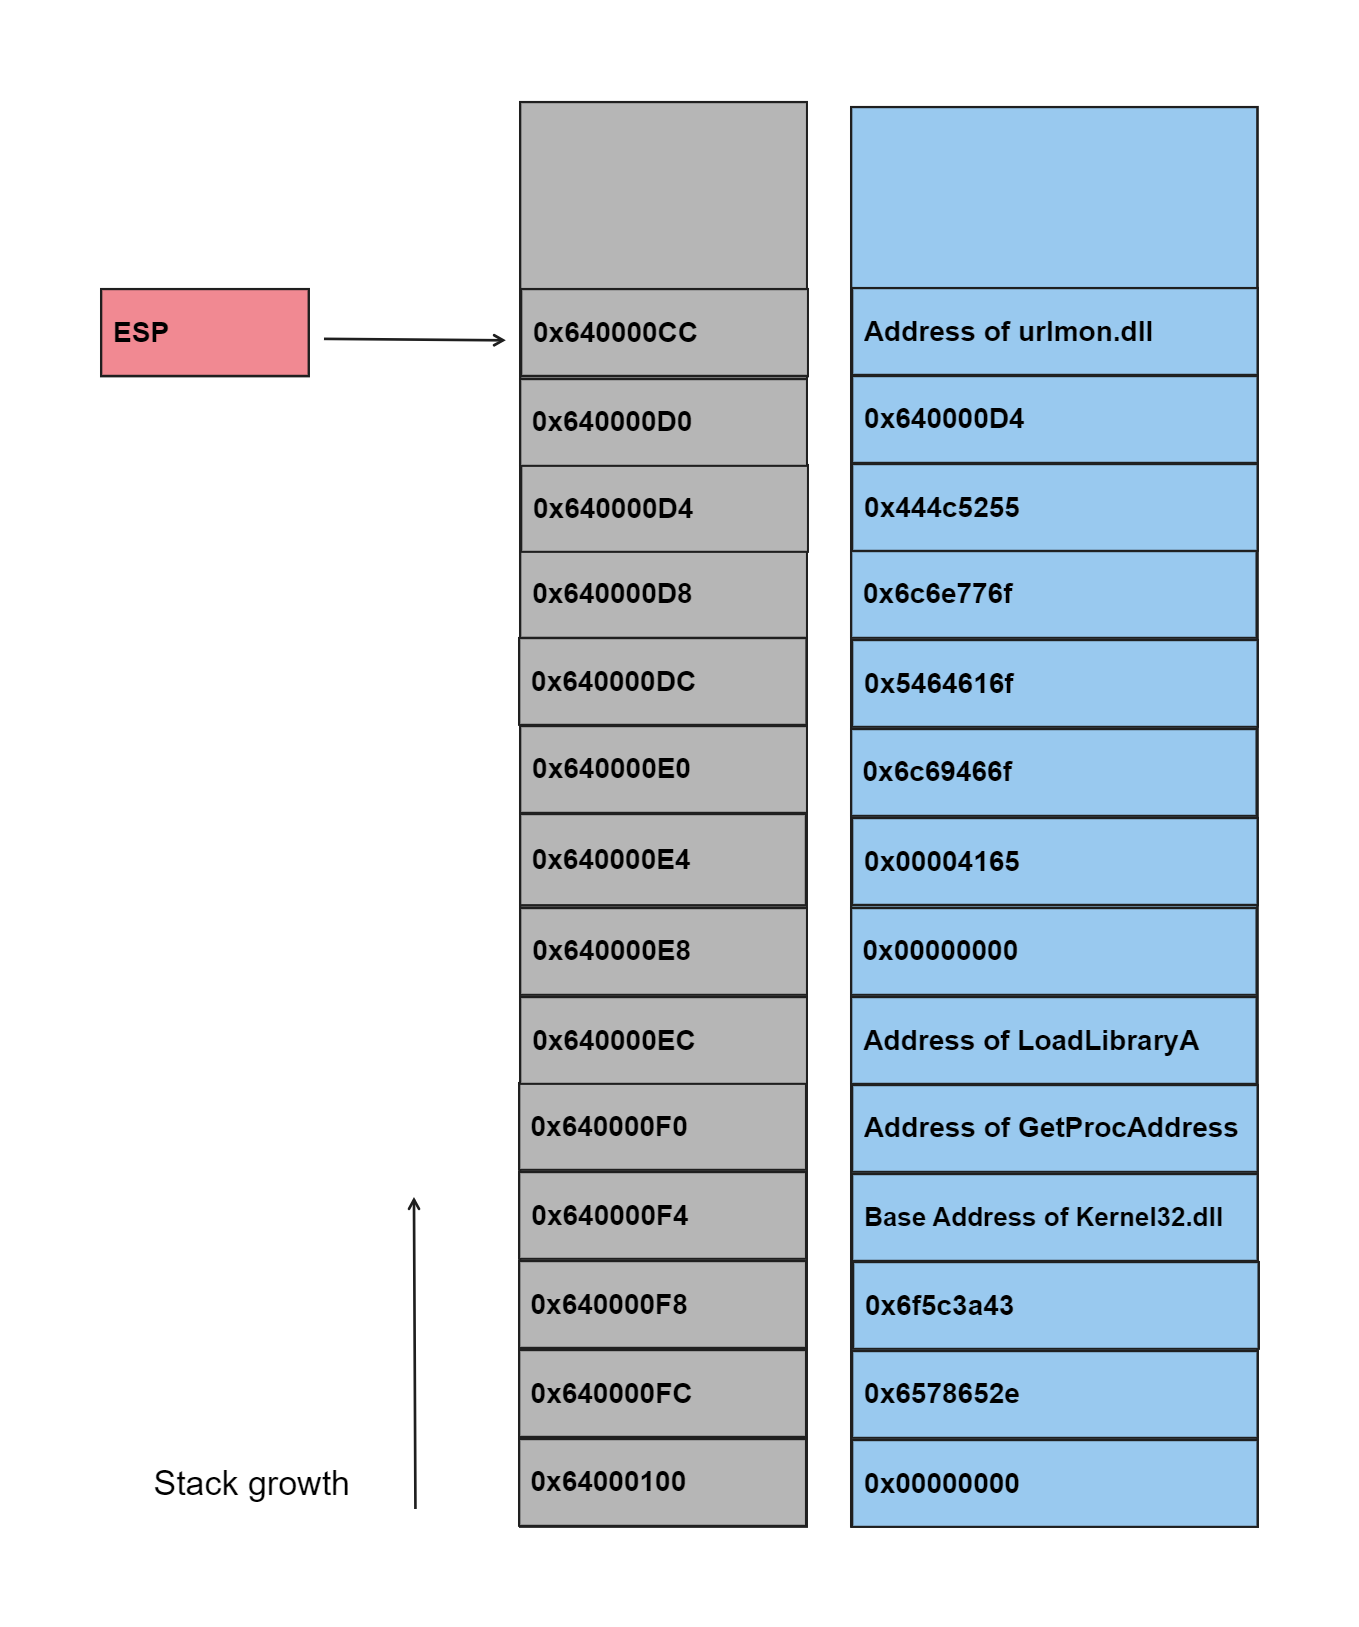 ESP
0x640000CC Address of urlmon.dll
0x640000D0 0x640000D4
0x640000D4 0x444c5255
0x640000D8 0x6c6e776f
0x640000DC 0x5464616f
0x640000E0 0x6c69466f
0x640000E4 0x00004165
0x640000E8 0x00000000
0x640000EC Address of LoadLibraryA
0x640000F0 Address of GetProcAddress
0x640000F4 Base Address of Kernel32.dll
0x640000F8 0x6f5c3a43
0x640000FC 0x6578652e
0x64000100 0x00000000
Stack growth